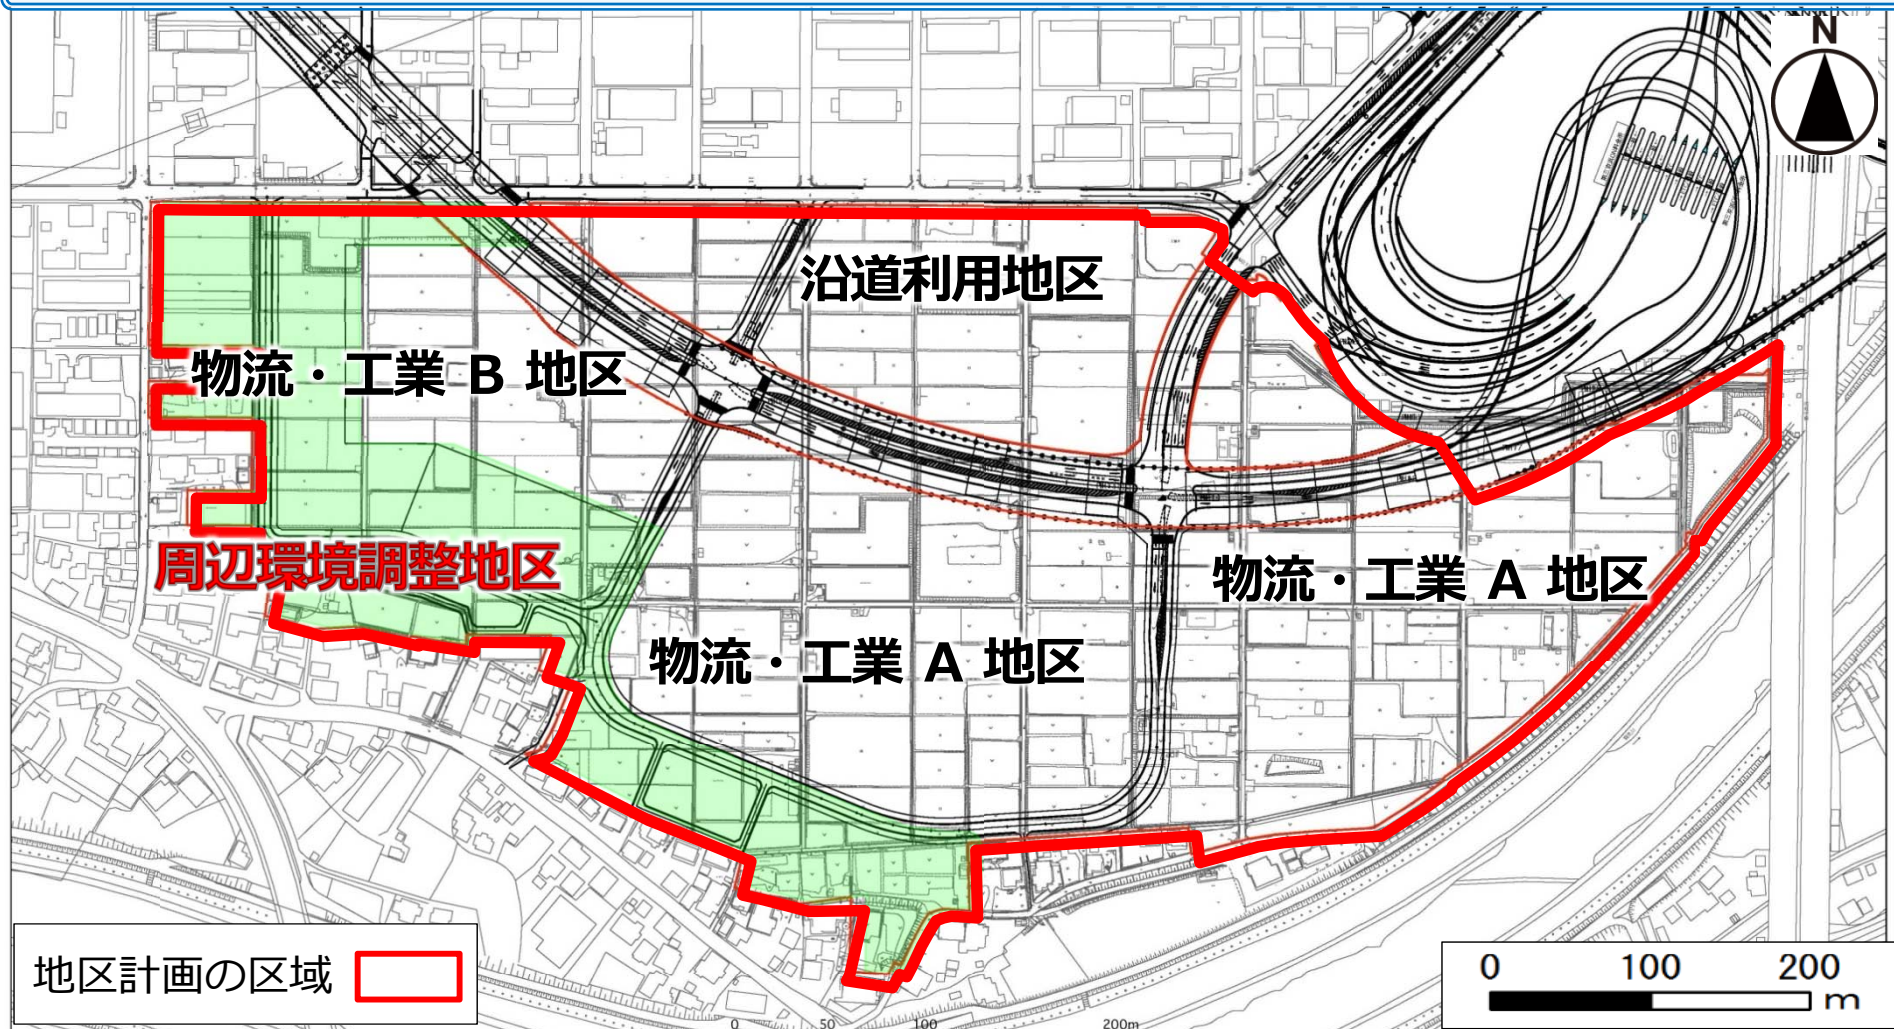 N
沿道利用地区
物流・工業 B 地区
周辺環境調整地区
物流・工業 A 地区
物流・工業 A 地区
地区計画の区域
0 100 200
m
0 50 100 200m